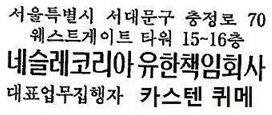 서울특별시 서대문구 충정로 70
웨스트게이트 타워 15~16층
네슬레코리아 유한책임회사
대표업무집행자 카스텐 퀴메